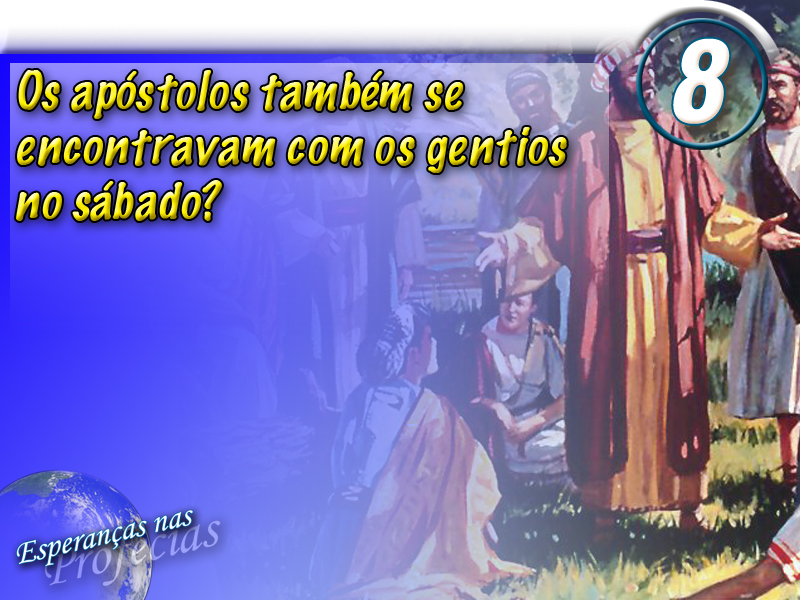 8
Os apóstolos também se
encontravam com os gentios
no sábado?
Esperanças nas
Profecias